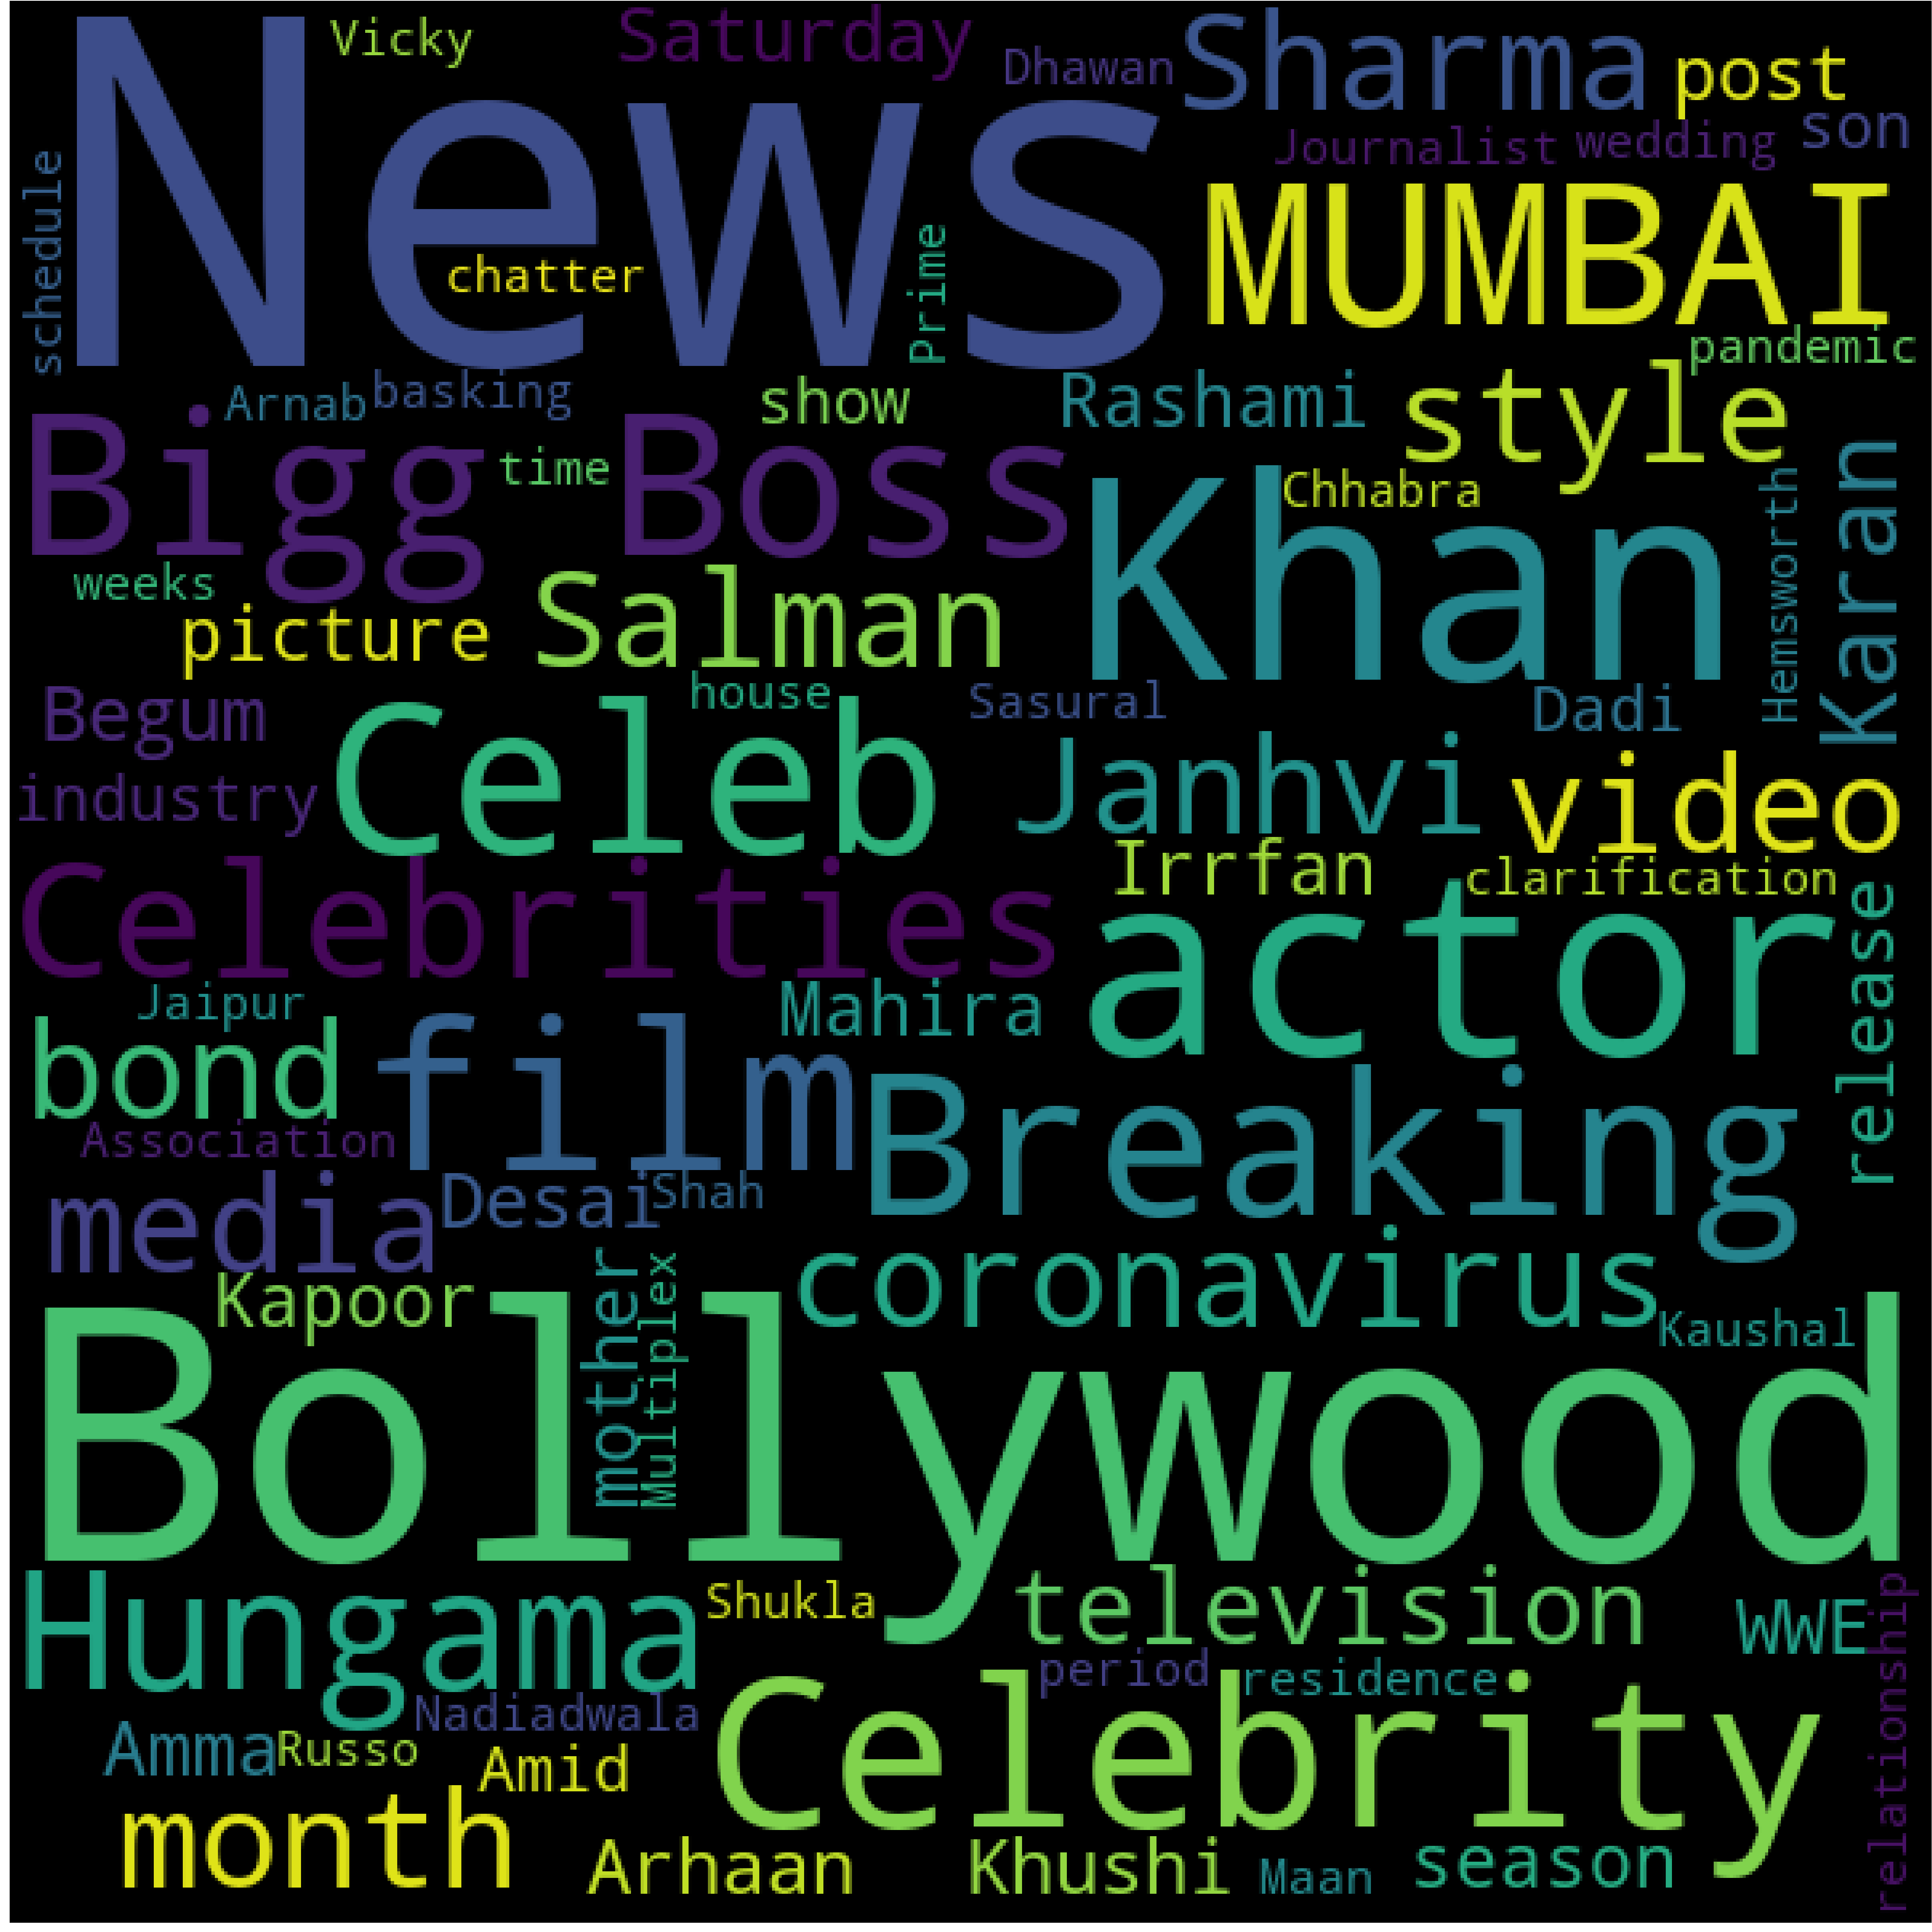 Vicky
Saturday
Sharma
Dhawan
post
son
News
Journalist
wedding
schedule
MUMBAI
chatter
Prime
pandemic
Arnab
basking
show
Rashami
style
Bigg
time
Boss
Khan
Chhabra
Hemsworth
Karan
weeks
Salman
picture
Begum
house
Sasural
Dadi
Celeb
Janhvi
video
industry
Irrfan
clarification
Celebrities
actor
release
Jaipur
Mahira
bond
film
Breaking
Association
media
Desai
Shah
coronavirus
Kapoor
mother
Multiplex
Kaushal
Bollywood
Hungama
Shukla
television
WWE
relationship
period
residence
Nadiadwala
Celebrity
Amma
Russo
Amid
month
Arhaan
Khushi
Maan
season